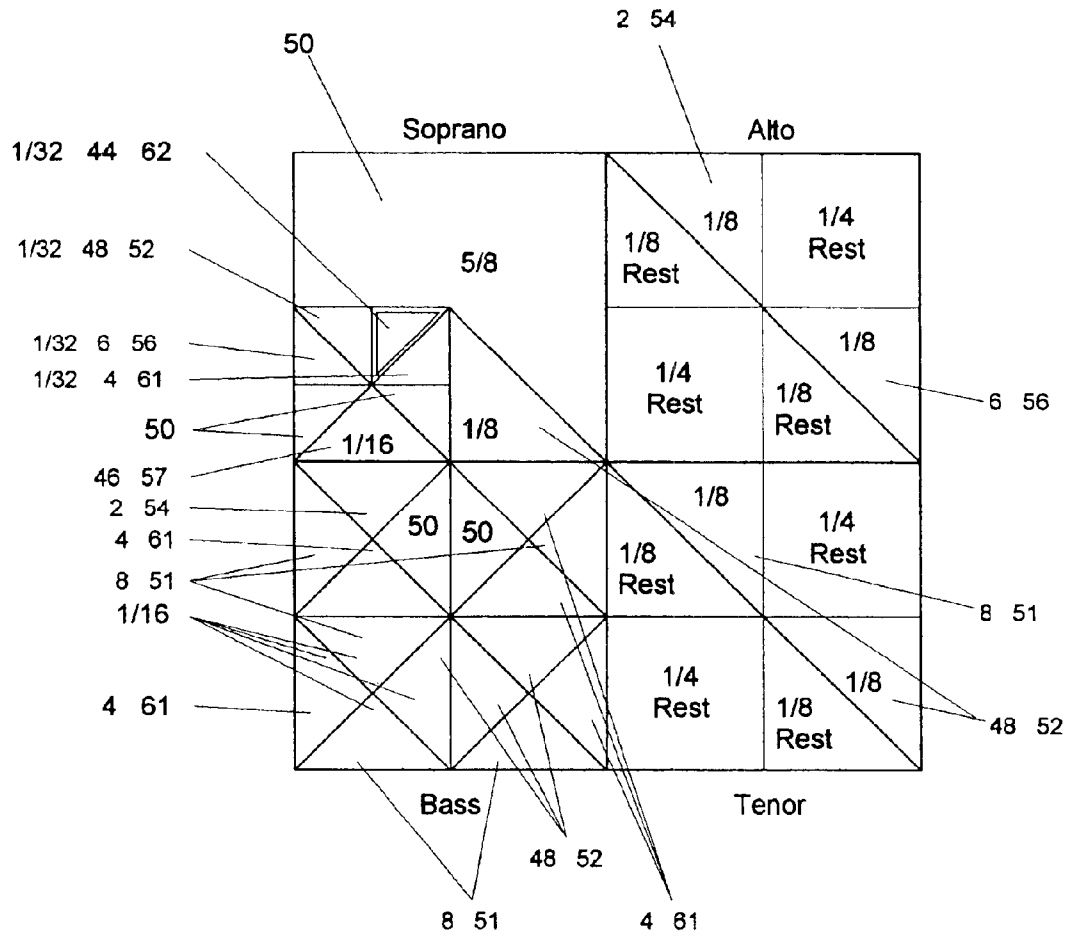 2 54
50
Soprano Alto
1/32 44 62
1/8 1/4
1/8 Rest
Rest
1/32 48 52
5/8
1/32 6 56
1/8
1/32 4 61
1/4
Rest
1/8
Rest
6 56
50
1/16 1/8
46 57
2 54
1/8
50 50
1/4
Rest
4 61
1/8
Rest
8 51
8 51
1/16
4 61
1/4
Rest
1/8
1/8
Rest
48 52
Bass Tenor
48 52
8 51
4 61